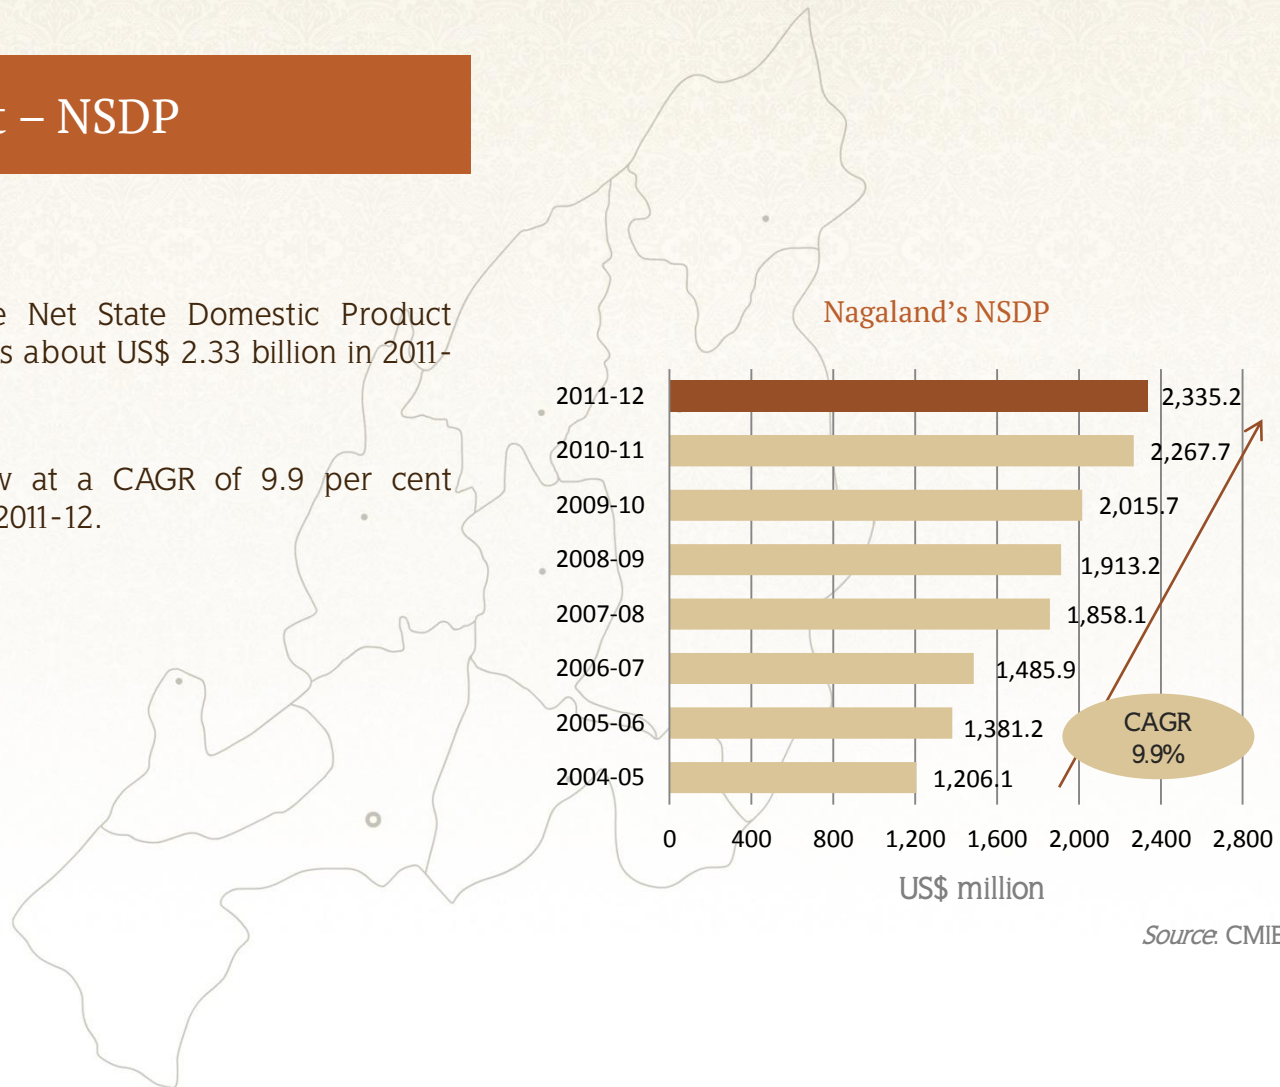 – NSDP
Net State Domestic Product
about US$ 2.33 billion in 2011-
at a CAGR of 9.9 per cent
2011-12.
Nagaland’s NSDP
2011-12 2,335.2
2010-11 2,267.7
2009-10 2,015.7
2008-09 1,913.2
2007-08 1,858.1
2006-07 1,485.9
2005-06 1,381.2
2004-05 1,206.1
CAGR
9.9%
0 400 800 1,200 1,600 2,000 2,400 2,800
US$ million
Source: CMIE